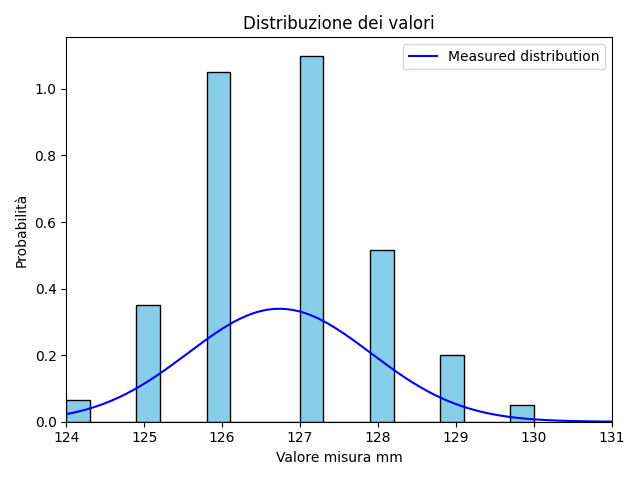 Distribuzione dei valori
Measured distribution
Probabilità
1.0
0.8
0.6
0.4
0.2
0.0
124 125 126 127 128 129 130 131
Valore misura mm